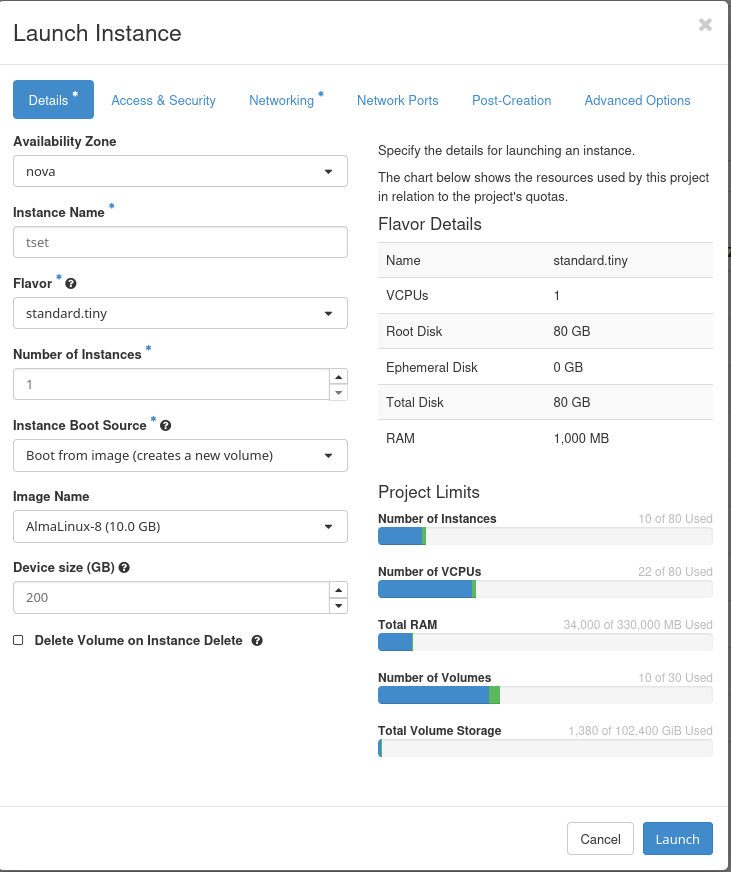 Launch Instance
×
Details *
Access & Security
Networking *
Network Ports
Post-Creation
Advanced Options
Availability Zone
nova
Instance Name *
tset
Flavor *
standard.tiny
Number of Instances *
1
Instance Boot Source *
Boot from image (creates a new volume)
Image Name
AlmaLinux-8 (10.0 GB)
Device size (GB)
200
Delete Volume on Instance Delete
Specify the details for launching an instance.
The chart below shows the resources used by this project
in relation to the project's quotas.
Flavor Details
Name standard.tiny
VCPUs 1
Root Disk 80 GB
Ephemeral Disk 0 GB
Total Disk 80 GB
RAM 1,000 MB
Project Limits
Number of Instances 10 of 80 Used
Number of VCPUs 22 of 80 Used
Total RAM 34,000 of 330,000 MB Used
Number of Volumes 10 of 30 Used
Total Volume Storage 1,380 of 102,400 GiB Used
Cancel
Launch